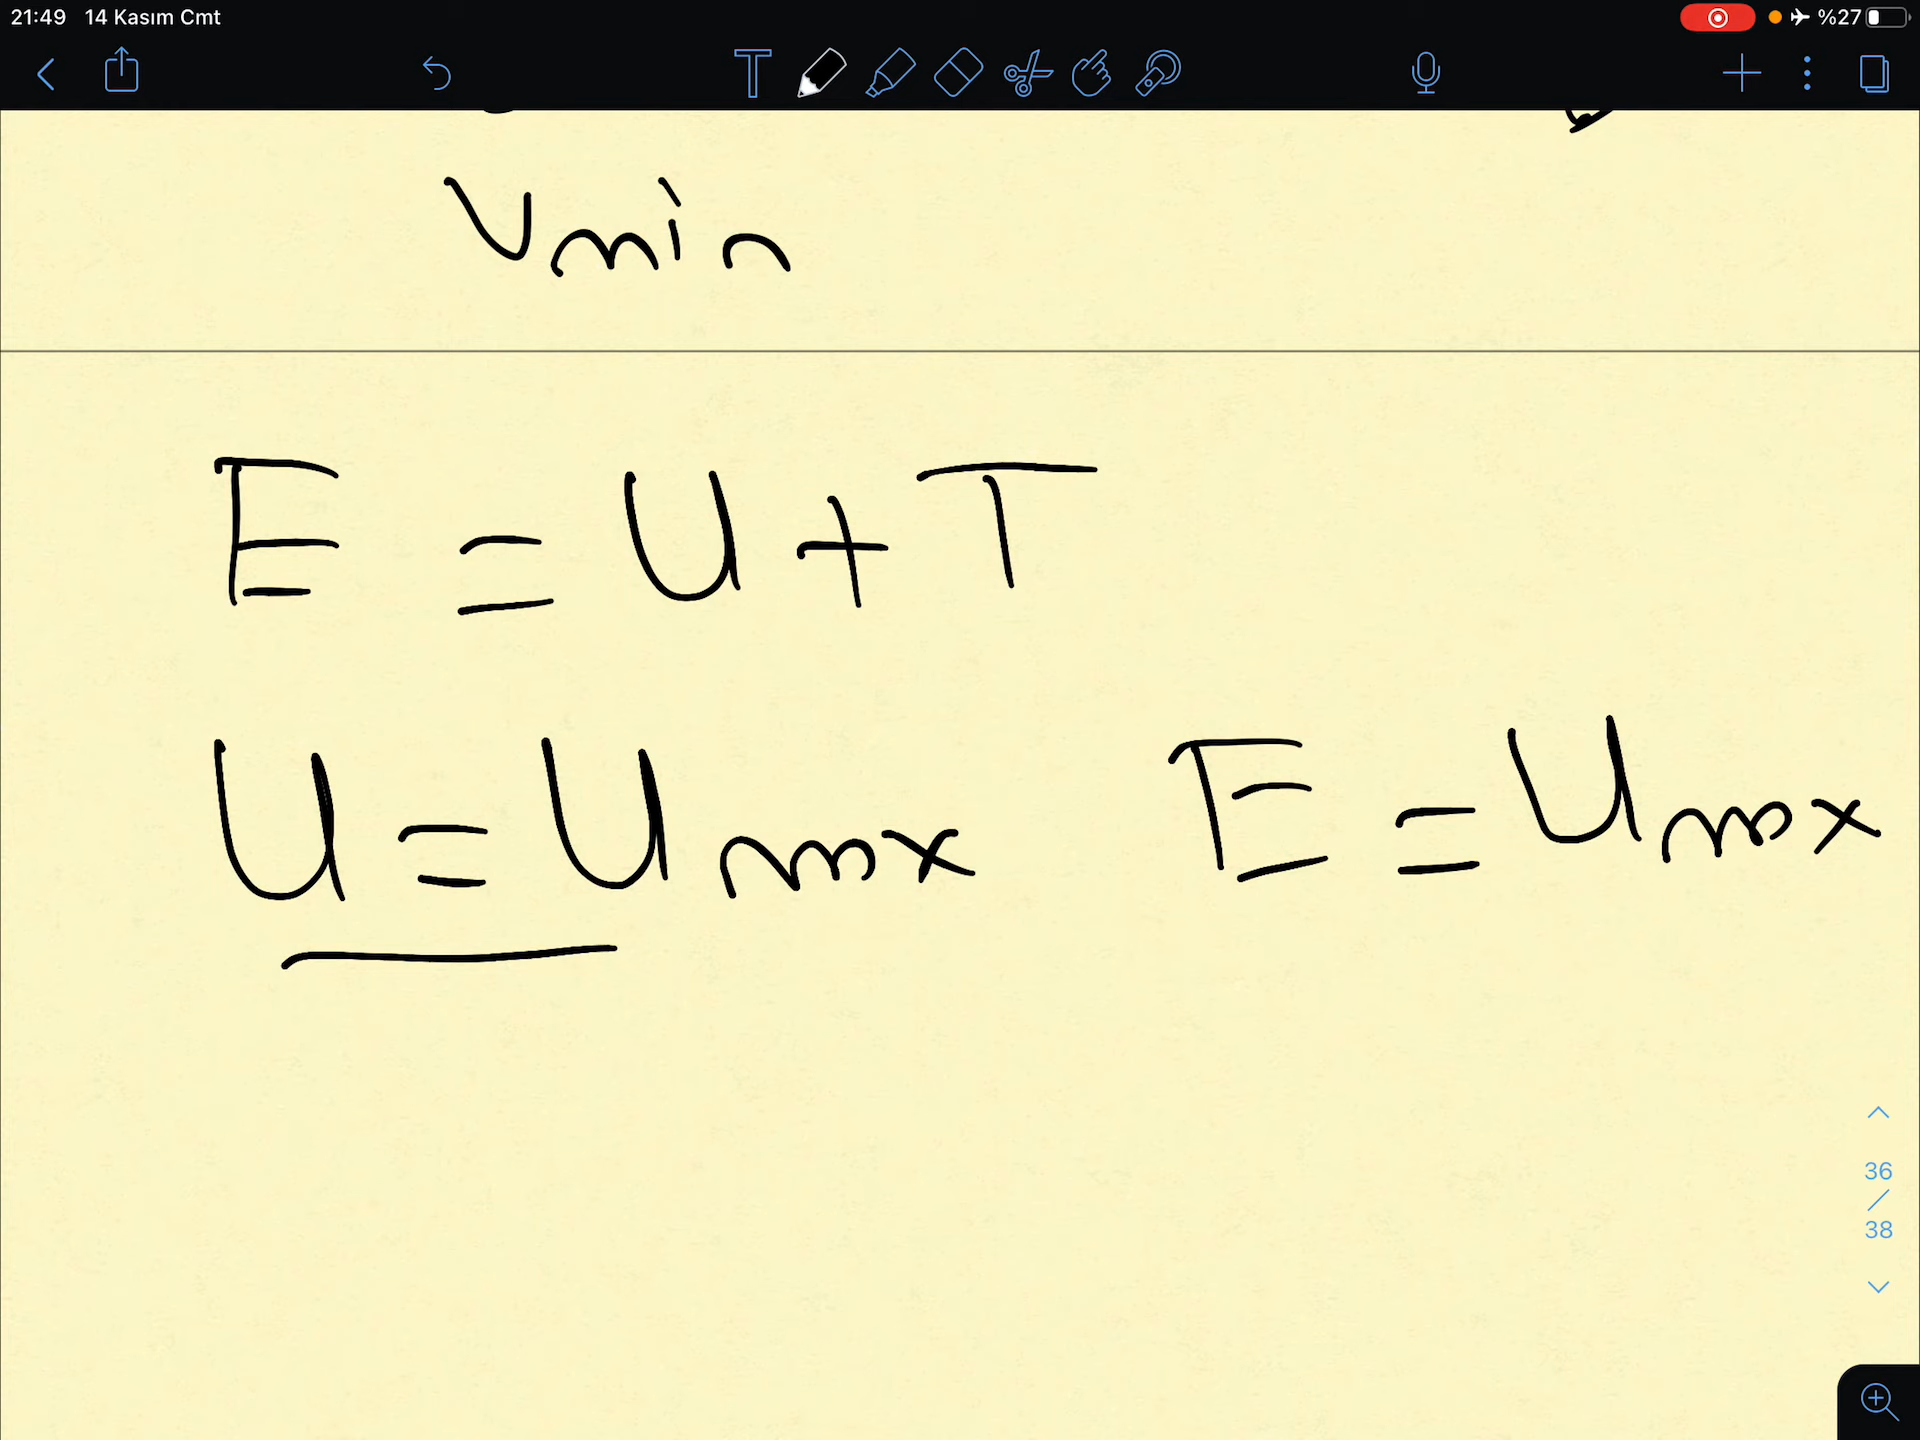 21:49 14 Kasım Cmt %27
Vmin
E = U + T
U = Umax E = Umax
36
/
38